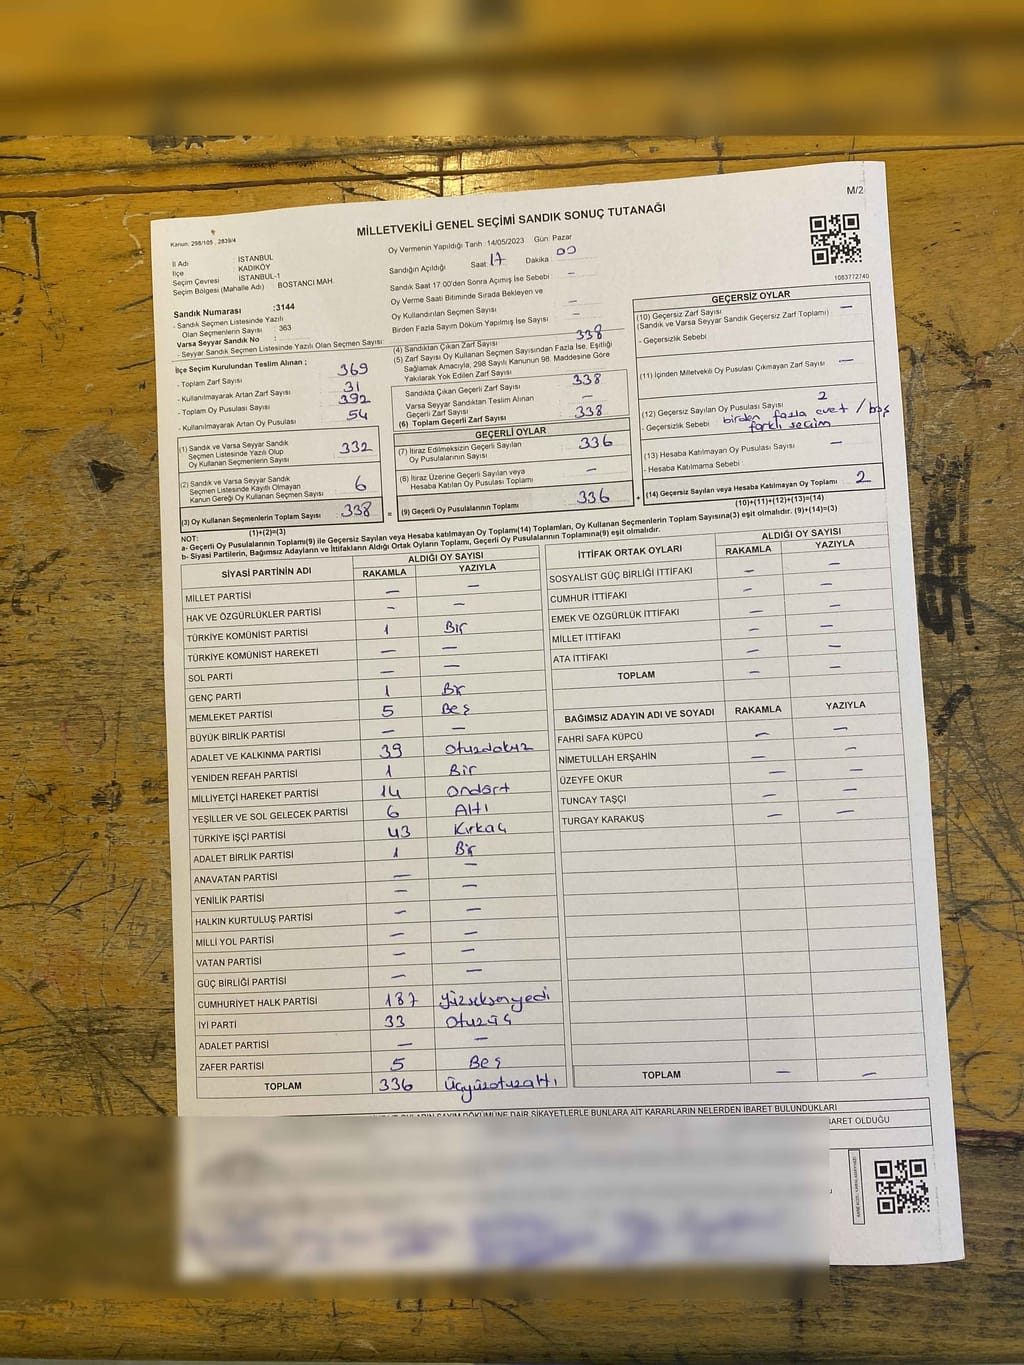 M/2
MİLLETVEKİLİ GENEL SEÇİMİ SANDIK SONUÇ TUTANAĞI
Kanun: 298/105 , 2839/4
İl Adı İSTANBUL
İlçe KADIKÖY
Seçim Çevresi İSTANBUL-1
Seçim Bölgesi (Mahalle Adı) : BOSTANCI MAH
Sandık Numarası :3144
- Sandık Seçmen Listesinde Yazılı
Olan Seçmenlerin Sayısı : 363
Varsa Seyyar Sandık No :
- Seyyar Sandık Seçmen Listesinde Yazılı Olan Seçmen Sayısı
Oy Vermenin Yapıldığı Tarih : 14/05/2023 Gün: Pazar
Sandığın Açıldığı Saat: 17 Dakika : 00
Sandık Saat 17.00'den Sonra Açımış İse Sebebi : —
Oy Verme Saati Bitiminde Sırada Bekleyen ve
Oy Kullandırılan Seçmen Sayısı : —
Birden Fazla Sayım Döküm Yapılmış İse Sayısı : —
1083772740
İlçe Seçim Kurulundan Teslim Alınan ;
- Toplam Zarf Sayısı : 369
- Kullanılmayarak Artan Zarf Sayısı : 31
- Toplam Oy Pusulası Sayısı : 392
- Kullanılmayarak Artan Oy Pusulası : 54
(1) Sandık ve Varsa Seyyar Sandık
Seçmen Listesinde Yazılı Olup
Oy Kullanan Seçmenlerin Sayısı 332
(2) Sandık ve Varsa Seyyar Sandık
Seçmen Listesinde Kayıtlı Olmayan
Kanun Gereği Oy Kullanan Seçmen Sayısı 6
(3) Oy Kullanan Seçmenlerin Toplam Sayısı 338
(1)+(2)=(3)
(4) Sandıktan Çıkan Zarf Sayısı 338
(5) Zarf Sayısı Oy Kullanan Seçmen Sayısından Fazla İse, Eşitliği
Sağlamak Amacıyla, 298 Sayılı Kanunun 98. Maddesine Göre
Yakılarak Yok Edilen Zarf Sayısı
Sandıkta Çıkan Geçerli Zarf Sayısı 338
Varsa Seyyar Sandıktan Teslim Alınan
Geçerli Zarf Sayısı —
(6) Toplam Geçerli Zarf Sayısı 338
GEÇERLİ OYLAR
(7) İtiraz Edilmeksizin Geçerli Sayılan
Oy Pusulalarının Sayısı 336
(8) İtiraz Üzerine Geçerli Sayılan veya
Hesaba Katılan Oy Pusulası Toplamı —
= (9) Geçerli Oy Pusulalarının Toplamı 336 +
GEÇERSİZ OYLAR
(10) Geçersiz Zarf Sayısı —
(Sandık ve Varsa Seyyar Sandık Geçersiz Zarf Toplamı)
- Geçersizlik Sebebi
(11) İçinden Milletvekili Oy Pusulası Çıkmayan Zarf Sayısı —
(12) Geçersiz Sayılan Oy Pusulası Sayısı 2
- Geçersizlik Sebebi birden fazla evet / boş
farklı seçim
(13) Hesaba Katılmayan Oy Pusulası Sayısı —
- Hesaba Katılmama Sebebi :
(14) Geçersiz Sayılan veya Hesaba Katılmayan Oy Toplamı 2
(10)+(11)+(12)+(13)=(14)
NOT:
a- Geçerli Oy Pusulalarının Toplamı(9) ile Geçersiz Sayılan veya Hesaba katılmayan Oy Toplamı(14) Toplamları, Oy Kullanan Seçmenlerin Toplam Sayısına(3) eşit olmalıdır. (9)+(14)=(3)
b- Siyasi Partilerin, Bağımsız Adayların ve İttifakların Aldığı Ortak Oyların Toplamı, Geçerli Oy Pusulalarının Toplamına(9) eşit olmalıdır.
SİYASİ PARTİNİN ADI ALDIĞI OY SAYISI
RAKAMLA YAZIYLA
MİLLET PARTİSİ — —
HAK VE ÖZGÜRLÜKLER PARTİSİ — —
TÜRKİYE KOMÜNİST PARTİSİ 1 Bir
TÜRKİYE KOMÜNİST HAREKETİ — —
SOL PARTİ — —
GENÇ PARTİ 1 Bir
MEMLEKET PARTİSİ 5 Beş
BÜYÜK BİRLİK PARTİSİ — —
ADALET VE KALKINMA PARTİSİ 39 Otuzdokuz
YENİDEN REFAH PARTİSİ 1 Bir
MİLLİYETÇİ HAREKET PARTİSİ 14 Ondört
YEŞİLLER VE SOL GELECEK PARTİSİ 6 Altı
TÜRKİYE İŞÇİ PARTİSİ 43 Kırküç
ADALET BİRLİK PARTİSİ 1 Bir
ANAVATAN PARTİSİ — —
YENİLİK PARTİSİ — —
HALKIN KURTULUŞ PARTİSİ — —
MİLLİ YOL PARTİSİ — —
VATAN PARTİSİ — —
GÜÇ BİRLİĞİ PARTİSİ — —
CUMHURİYET HALK PARTİSİ 187 Yüzseksenyedi
İYİ PARTİ 33 Otuzüç
ADALET PARTİSİ — —
ZAFER PARTİSİ 5 Beş
TOPLAM 336 Üçyüzotuzaltı
İTTİFAK ORTAK OYLARI ALDIĞI OY SAYISI
RAKAMLA YAZIYLA
SOSYALİST GÜÇ BİRLİĞİ İTTİFAKI — —
CUMHUR İTTİFAKI — —
EMEK VE ÖZGÜRLÜK İTTİFAKI — —
MİLLET İTTİFAKI — —
ATA İTTİFAKI — —
TOPLAM — —
BAĞIMSIZ ADAYIN ADI VE SOYADI RAKAMLA YAZIYLA
FAHRİ SAFA KÜPCÜ — —
NİMETULLAH ERŞAHİN — —
ÜZEYFE OKUR — —
TUNCAY TAŞÇI — —
TURGAY KARAKUŞ — —
TOPLAM — —
OYLARIN SAYIM DÖKÜMÜNE DAİR ŞİKAYETLERLE BUNLARA AİT KARARLARIN NELERDEN İBARET BULUNDUKLARI
BARET OLDUĞU